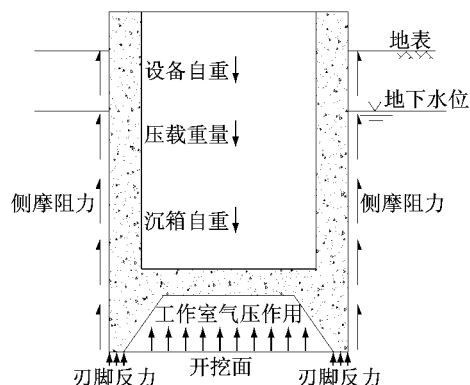 地表
设备自重
地下水位
压载重量
侧摩阻力
侧摩阻力
沉箱自重
工作室气压作用
开挖面
刃脚反力
刃脚反力